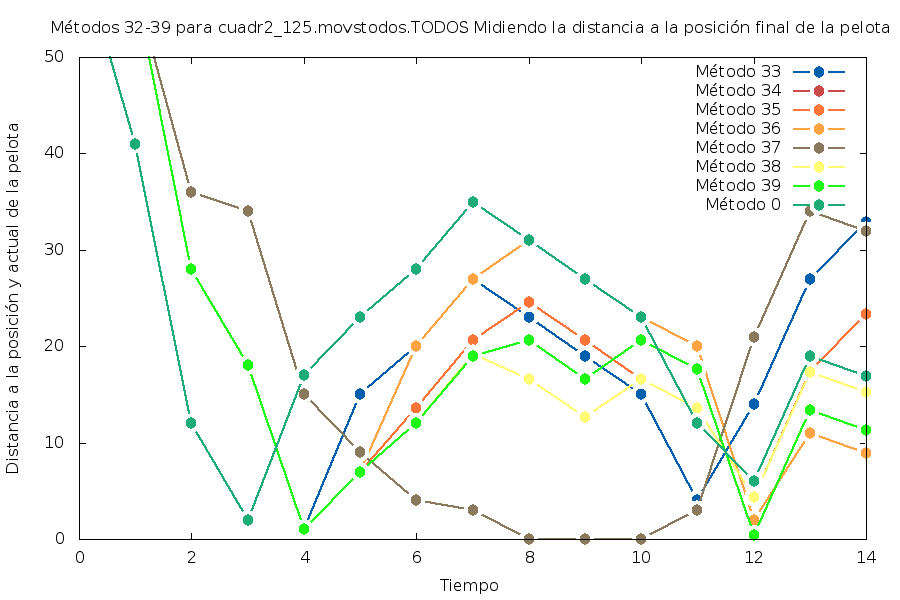 Métodos 32-39 para cuadr2_125.movstodos.TODOS Midiendo la distancia a la posición final de la pelota
Distancia a la posición y actual de la pelota
50
40
30
20
10
0
Método 33
Método 34
Método 35
Método 36
Método 37
Método 38
Método 39
Método 0
0 2 4 6 8 10 12 14
Tiempo